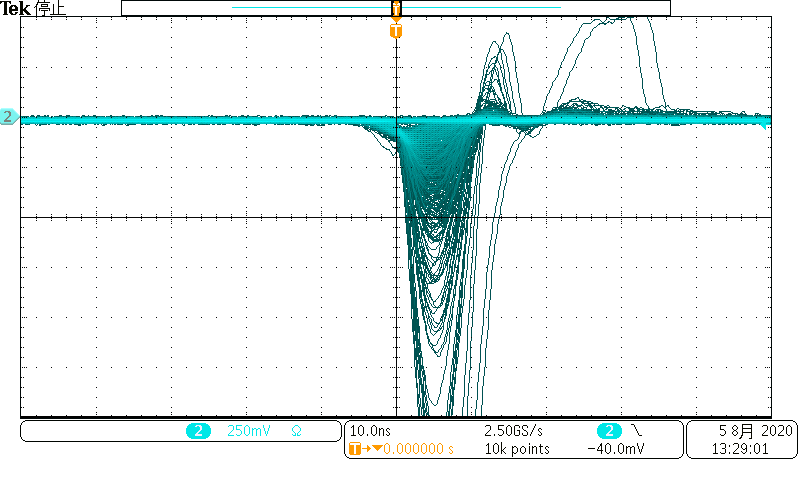 Tek 停止
T
T
2
2 250mV Ω
10.0ns 2.50GS/s 2
T→▼0.000000 s 10k points −40.0mV
5 8月 2020
13:29:01